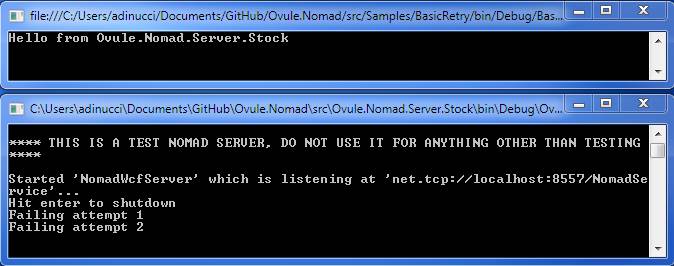 file:///C:/Users/adinucci/Documents/GitHub/Ovule.Nomad/src/Samples/BasicRetry/bin/Debug/Bas...
Hello from Ovule.Nomad.Server.Stock
C:\Users\adinucci\Documents\GitHub\Ovule.Nomad\src\Ovule.Nomad.Server.Stock\bin\Debug\Ov...
**** THIS IS A TEST NOMAD SERVER, DO NOT USE IT FOR ANYTHING OTHER THAN TESTING
****
Started 'NomadWcfServer' which is listening at 'net.tcp://localhost:8557/NomadSe
rvice'...
Hit enter to shutdown
Failing attempt 1
Failing attempt 2